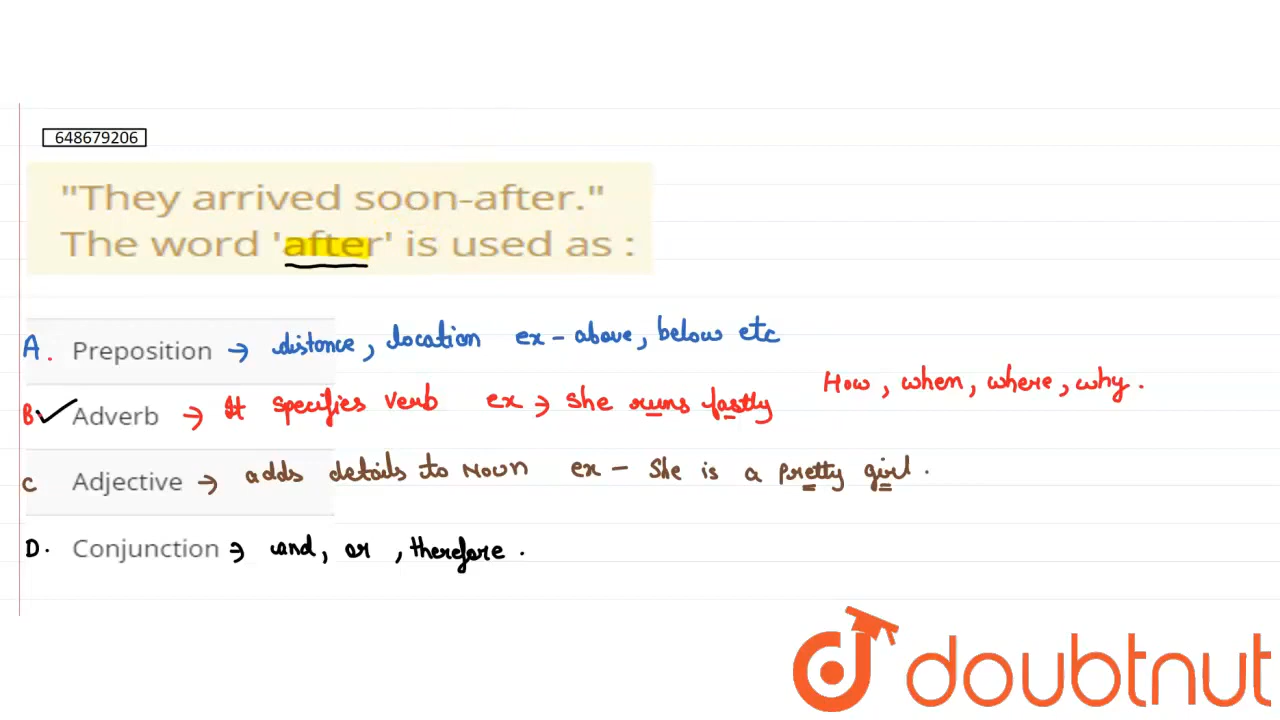 648679206
"They arrived soon-after."
The word 'after' is used as :
A. Preposition → distance, location ex - above, below etc
How, when, where, why.
B ✓ Adverb → It specifies verb ex → She runs fastly
C Adjective → adds details to Noun ex - She is a pretty girl.
D. Conjunction → and, or, therefore.
doubtnut